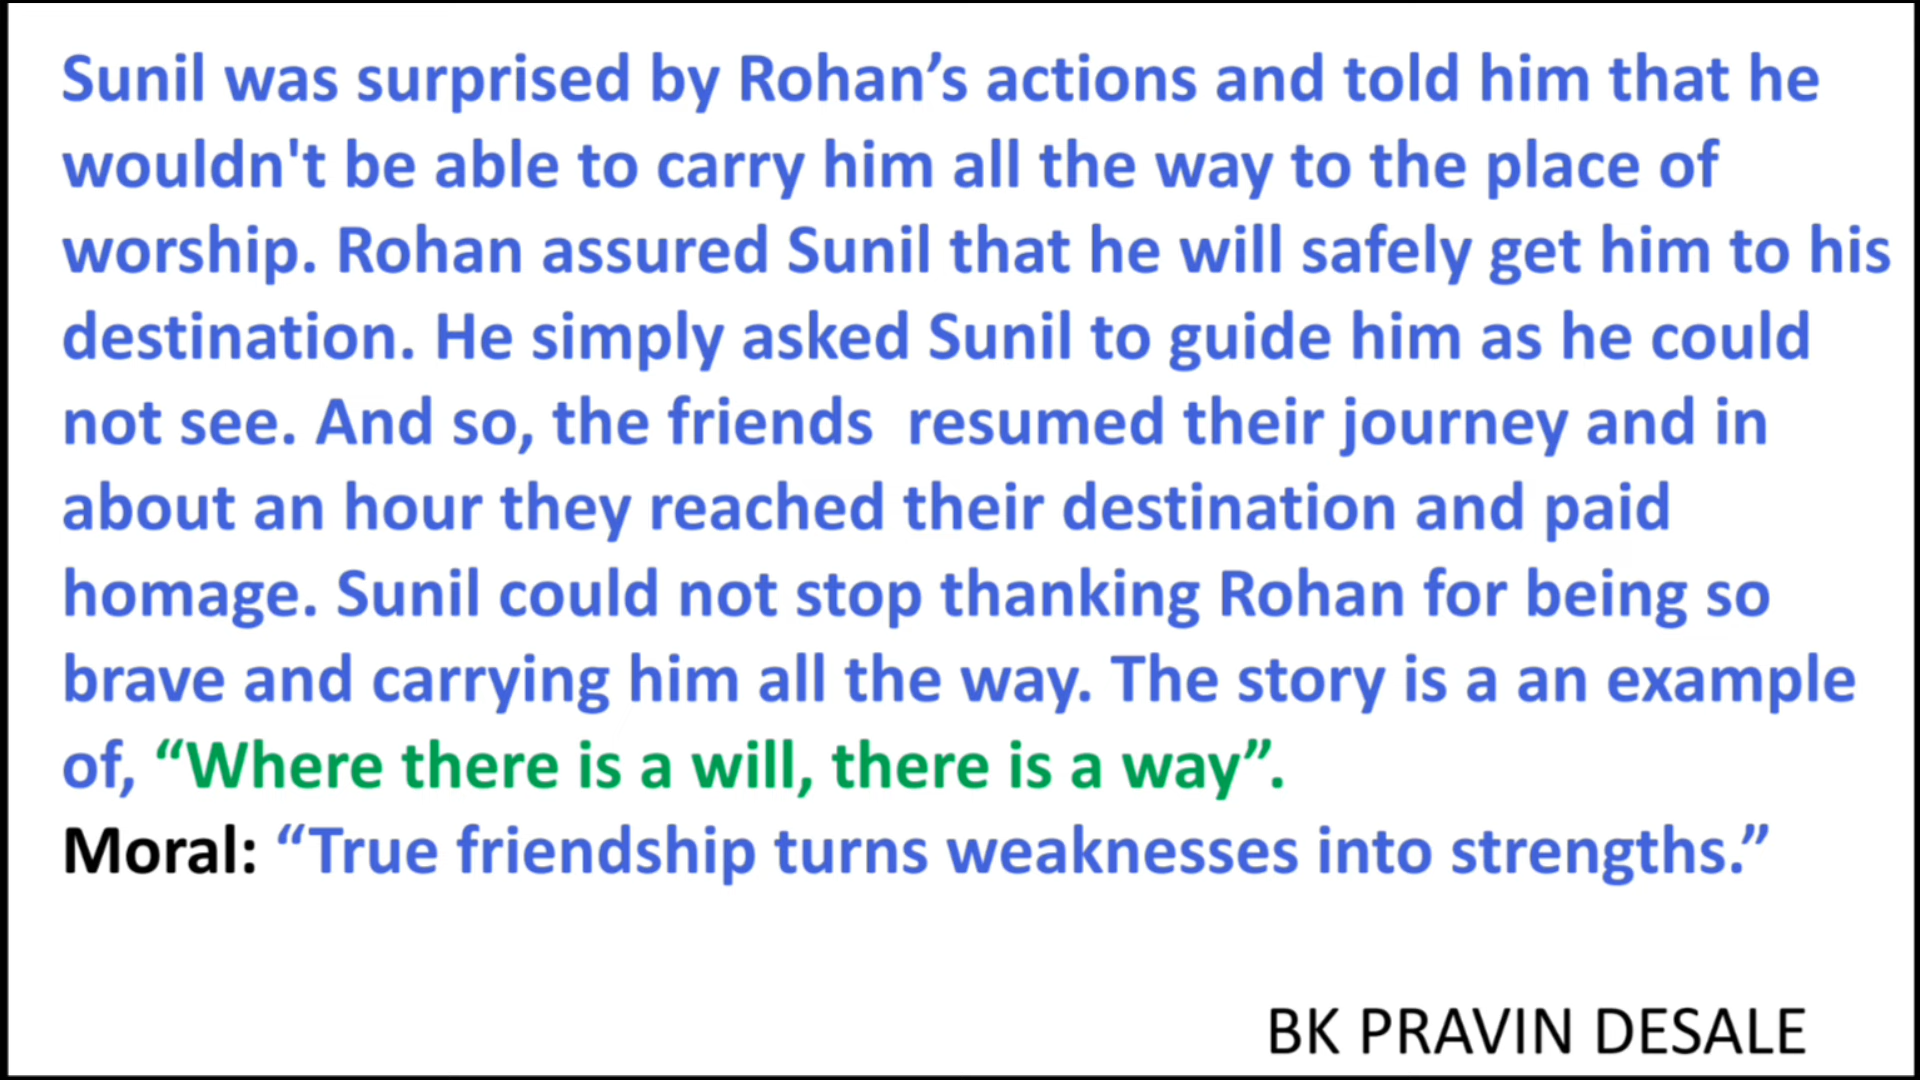 Sunil was surprised by Rohan’s actions and told him that he
wouldn't be able to carry him all the way to the place of
worship. Rohan assured Sunil that he will safely get him to his
destination. He simply asked Sunil to guide him as he could
not see. And so, the friends  resumed their journey and in
about an hour they reached their destination and paid
homage. Sunil could not stop thanking Rohan for being so
brave and carrying him all the way. The story is a an example
of, “Where there is a will, there is a way”.
Moral: “True friendship turns weaknesses into strengths.”
BK PRAVIN DESALE